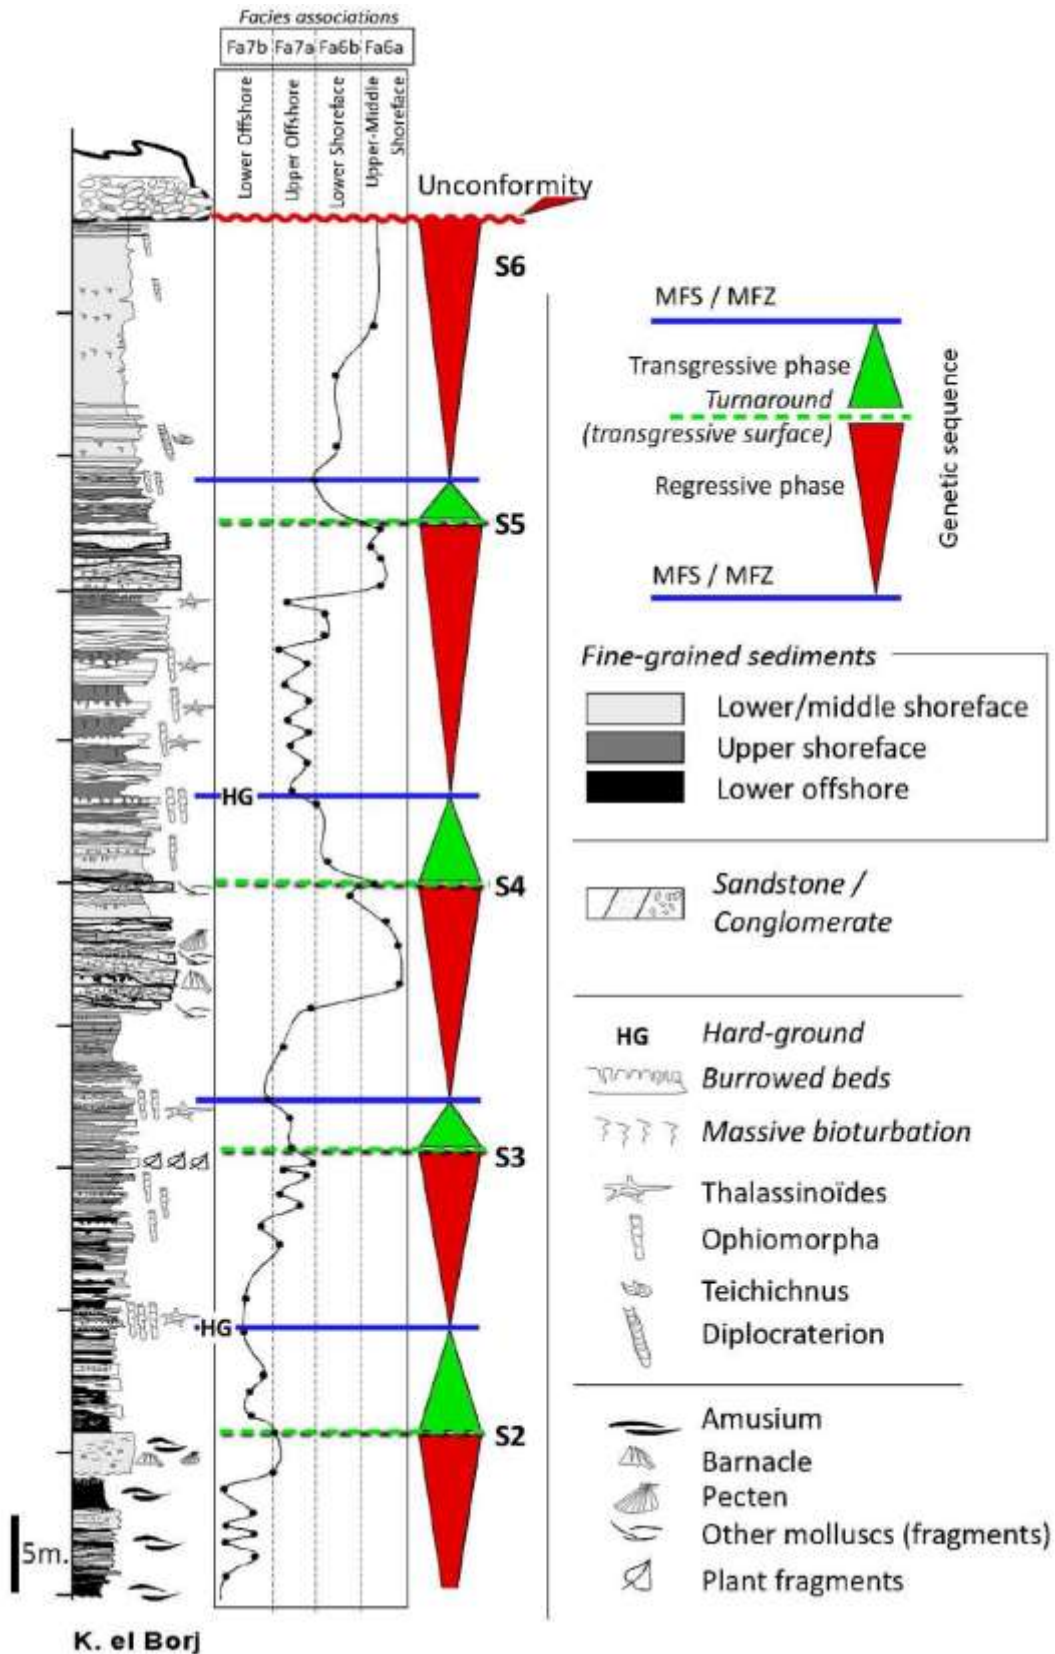 Facies associations
Fa7b Fa7a Fa6b Fa6a
Lower Offshore
Upper Offshore
Lower Shoreface
Upper-Middle
Shoreface
Unconformity
S6
S5
HG
S4
S3
HG
S2
5m.
K. el Borj
MFS / MFZ
Transgressive phase
Turnaround
(transgressive surface)
Regressive phase
MFS / MFZ
Genetic sequence
Fine-grained sediments
Lower/middle shoreface
Upper shoreface
Lower offshore
Sandstone /
Conglomerate
HG Hard-ground
Burrowed beds
Massive bioturbation
Thalassinoïdes
Ophiomorpha
Teichichnus
Diplocraterion
Amusium
Barnacle
Pecten
Other molluscs (fragments)
Plant fragments